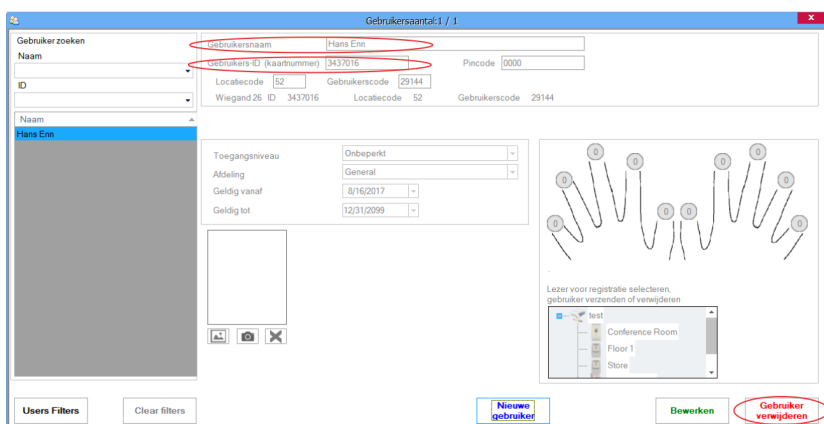 Gebruikersaantal:1 / 1
x
Gebruiker zoeken
Naam
ID
Naam
Hans Enn
Gebruikersnaam Hans Enn
Gebruikers-ID (kaartnummer) 3437016 Pincode 0000
Locatiecode 52 Gebruikerscode 29144
Wiegand 26 ID 3437016 Locatiecode 52 Gebruikerscode 29144
Toegangsniveau Onbeperkt
Afdeling General
Geldig vanaf 8/16/2017
Geldig tot 12/31/2099
0 0 0 0
0 0
0 0
0 0
Lezer voor registratie selecteren,
gebruiker verzenden of verwijderen
test
Conference Room
Floor 1
Store
Users Filters
Clear filters
Nieuwe
gebruiker
Bewerken
Gebruiker
verwijderen